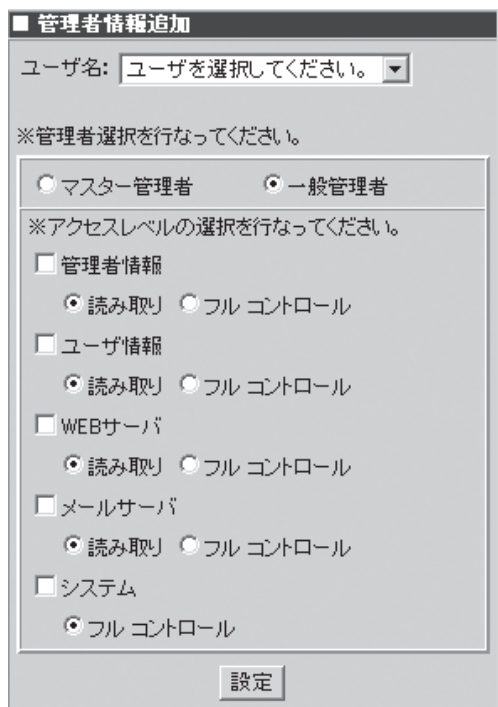 ■ 管理者情報追加
ユーザ名: ユーザを選択してください。
※管理者選択を行なってください。
マスター管理者 一般管理者
※アクセスレベルの選択を行なってください。
管理者情報
読み取り フル コントロール
ユーザ情報
読み取り フル コントロール
WEBサーバ
読み取り フル コントロール
メールサーバ
読み取り フル コントロール
システム
フル コントロール
設定